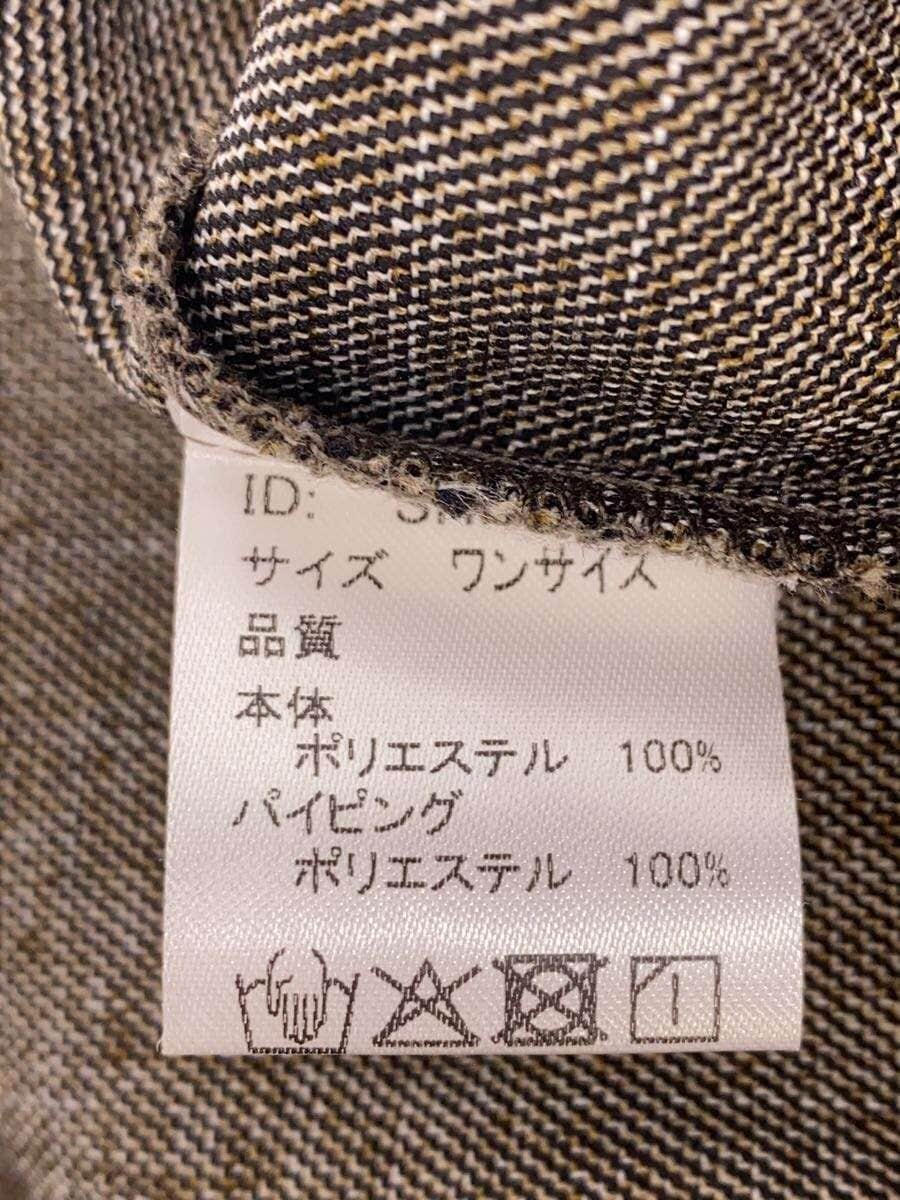 ID:
サイズ ワンサイズ
品質
本体
ポリエステル 100%
パイピング
ポリエステル 100%